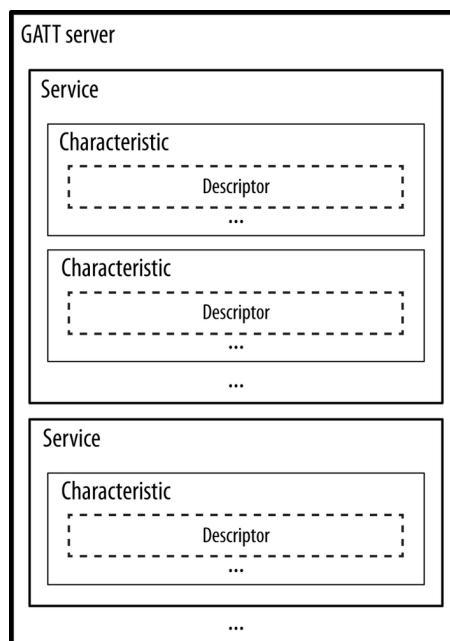 GATT server
Service
Characteristic
Descriptor
...
Characteristic
Descriptor
...
...
Service
Characteristic
Descriptor
...
...